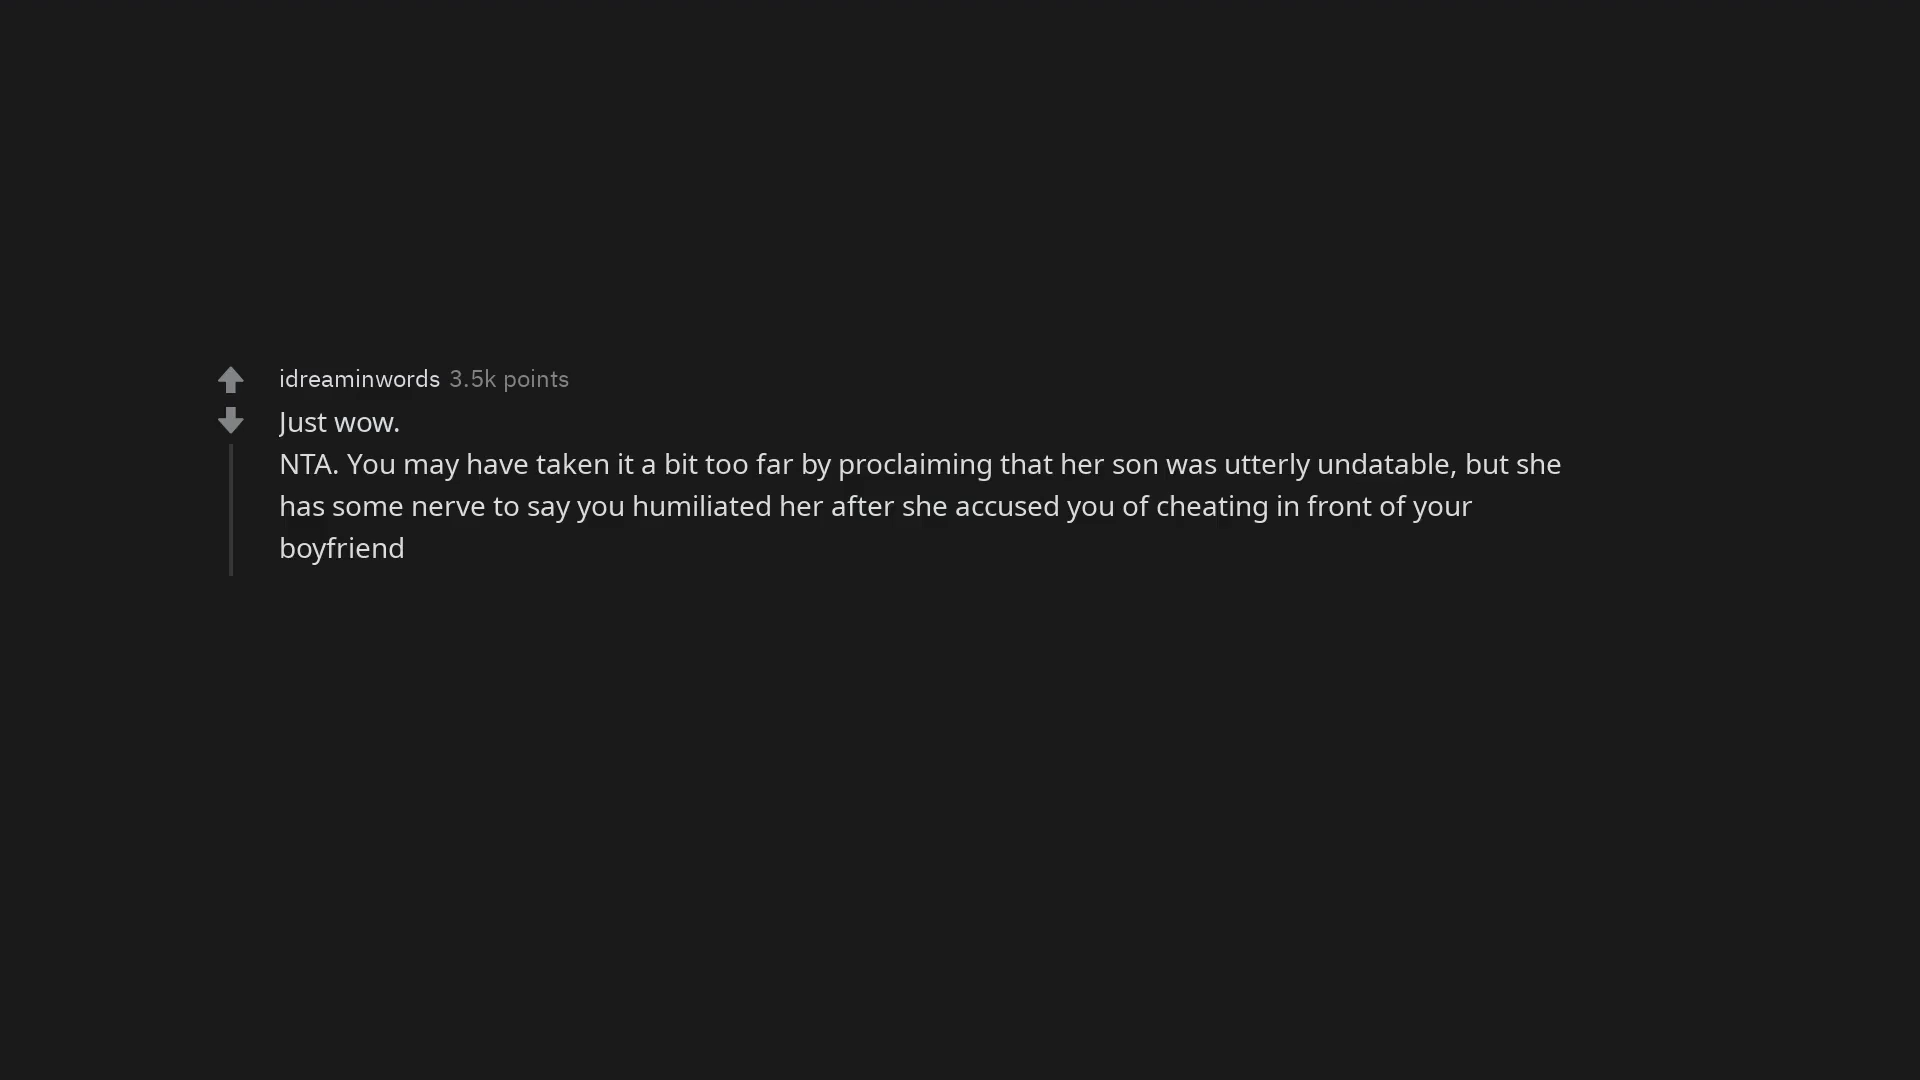 idreaminwords 3.5k points
Just wow.
NTA. You may have taken it a bit too far by proclaiming that her son was utterly undatable, but she
has some nerve to say you humiliated her after she accused you of cheating in front of your
boyfriend